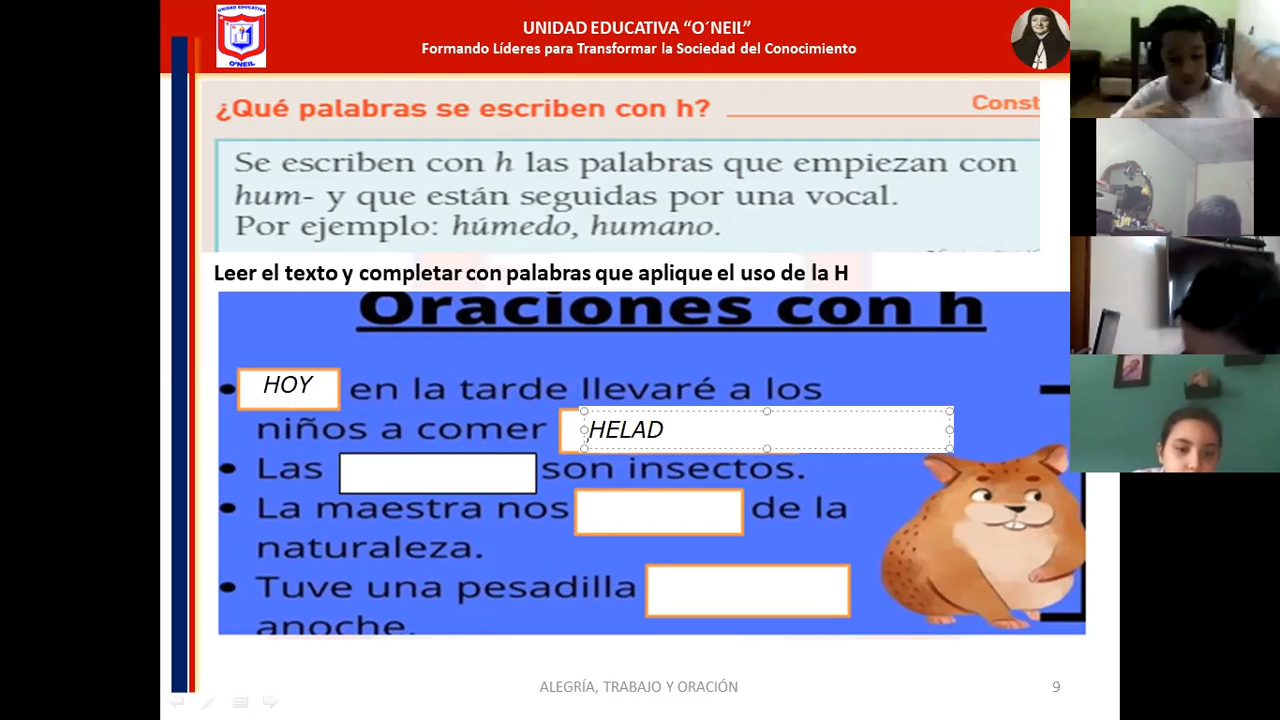 UNIDAD EDUCATIVA
O´NEIL
UNIDAD EDUCATIVA “O´NEIL”
Formando Líderes para Transformar la Sociedad del Conocimiento
¿Qué palabras se escriben con h?
Const
Se escriben con h las palabras que empiezan con
hum- y que están seguidas por una vocal.
Por ejemplo: húmedo, humano.
Leer el texto y completar con palabras que aplique el uso de la H
Oraciones con h
• HOY en la tarde llevaré a los
niños a comer HELAD
• Las son insectos.
• La maestra nos de la
naturaleza.
• Tuve una pesadilla
anoche.
ALEGRÍA, TRABAJO Y ORACIÓN
9